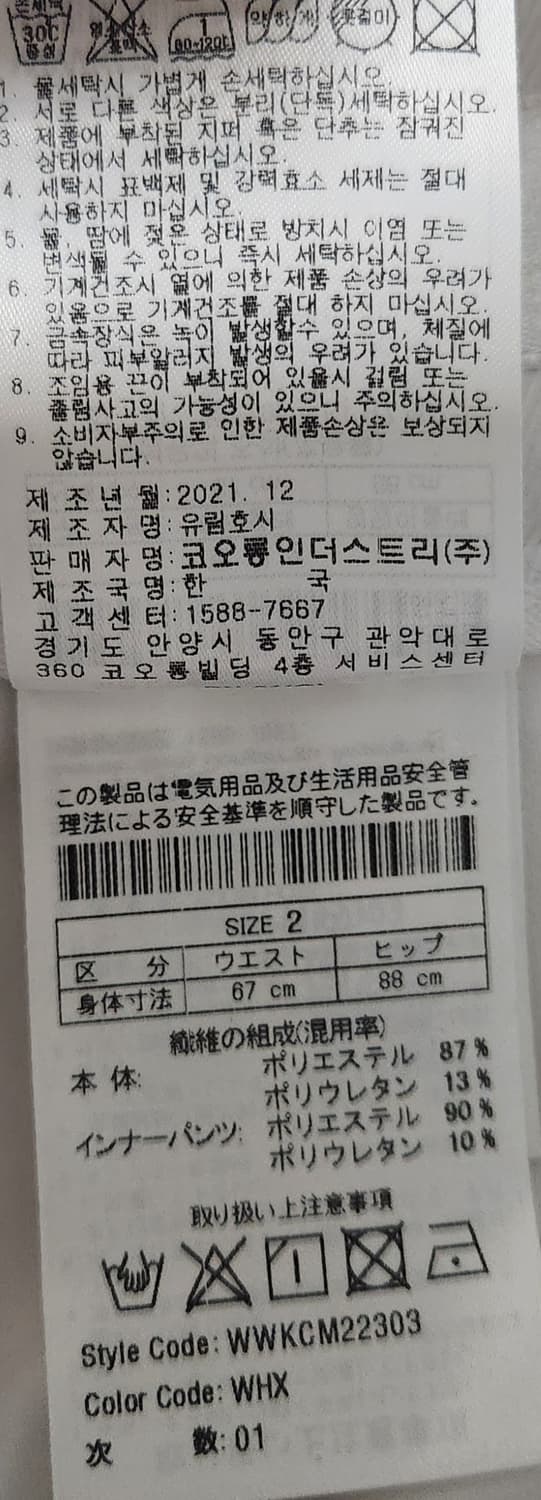 손세탁
30℃
중성
염소표백
1
80-120℃
약하게
옷걸이
1. 물세탁시 가볍게 손세탁하십시오.
2. 서로 다른 색상은 분리(단독)세탁하십시오.
3. 제품에 부착된 지퍼 혹은 단추는 잠궈진
상태에서 세탁하십시오.
4. 세탁시 표백제 및 강력효소 세제는 절대
사용하지 마십시오.
5. 물, 땀에 젖은 상태로 방치시 이염 또는
변색될 수 있으니 즉시 세탁하십시오.
6. 기계건조시 열에 의한 제품 손상의 우려가
있음으로 기계건조를 절대 하지 마십시오.
7. 금속장식은 녹이 발생할수 있으며, 체질에
따라 피부알러지 발생의 우려가 있습니다.
8. 조임용 끈이 부착되어 있을시 걸림 또는
졸림사고의 가능성이 있으니 주의하십시오.
9. 소비자부주의로 인한 제품손상은 보상되지
않습니다.
제 조 년 월: 2021. 12
제 조 자 명: 유림호시
판 매 자 명: 코오롱인더스트리(주)
제 조 국 명: 한 국
고 객 센 터: 1588-7667
경기도 안양시 동안구 관악대로
360 코오롱빌딩 4층 서비스센터
この製品は電気用品及び生活用品安全管
理法による安全基準を順守した製品です。
SIZE 2
区 分 ウエスト ヒップ
身体寸法 67 cm 88 cm
繊維の組成(混用率)
本 体: ポリエステル 87 %
ポリウレタン 13 %
インナーパンツ: ポリエステル 90 %
ポリウレタン 10 %
取り扱い上注意事項
Style Code: WWKCM22303
Color Code: WHX
次 数: 01